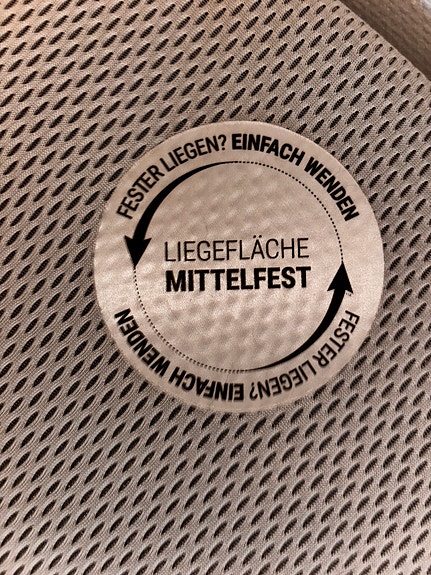 FESTER LIEGEN? EINFACH WENDEN
LIEGEFLÄCHE
MITTELFEST
FESTER LIEGEN? EINFACH WENDEN